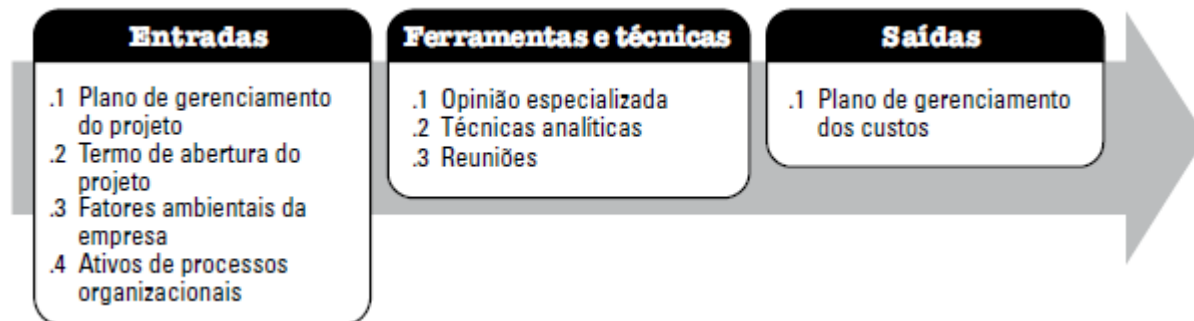 Entradas
.1 Plano de gerenciamento
do projeto
.2 Termo de abertura do
projeto
.3 Fatores ambientais da
empresa
.4 Ativos de processos
organizacionais
Ferramentas e técnicas
.1 Opinião especializada
.2 Técnicas analíticas
.3 Reuniões
Saídas
.1 Plano de gerenciamento
dos custos